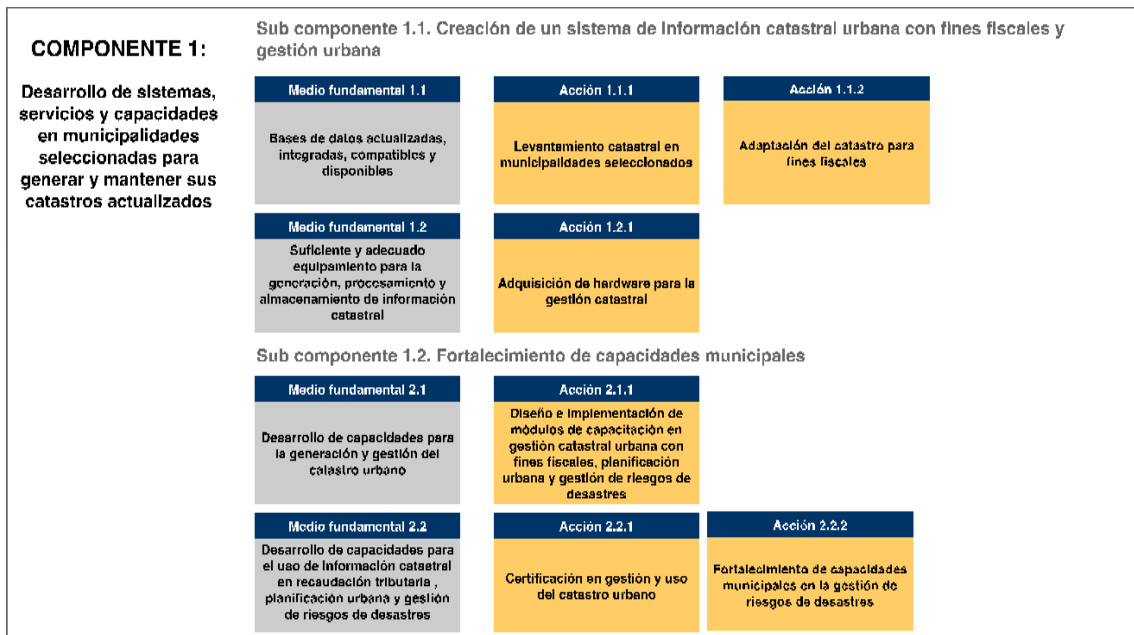 COMPONENTE 1:
Desarrollo de sistemas,
servicios y capacidades
en municipalidades
seleccionadas para
generar y mantener sus
catastros actualizados
Sub componente 1.1. Creación de un sistema de información catastral urbana con fines fiscales y
gestión urbana
Medio fundamental 1.1
Bases de datos actualizadas,
integradas, compatibles y
disponibles
Acción 1.1.1
Levantamiento catastral en
municipalidades seleccionados
Acción 1.1.2
Adaptación del catastro para
fines fiscales
Medio fundamental 1.2
Suficiente y adecuado
equipamiento para la
generación, procesamiento y
almacenamiento de información
catastral
Acción 1.2.1
Adquisición de hardware para la
gestión catastral
Sub componente 1.2. Fortalecimiento de capacidades municipales
Medio fundamental 2.1
Desarrollo de capacidades para
la generación y gestión del
catastro urbano
Acción 2.1.1
Diseño e implementación de
módulos de capacitación en
gestión catastral urbana con
fines fiscales, planificación
urbana y gestión de riesgos de
desastres
Medio fundamental 2.2
Desarrollo de capacidades para
el uso de información catastral
en recaudación tributaria ,
planificación urbana y gestión
de riesgos de desastres
Acción 2.2.1
Certificación en gestión y uso
del catastro urbano
Acción 2.2.2
Fortalecimiento de capacidades
municipales en la gestión de
riesgos de desastres